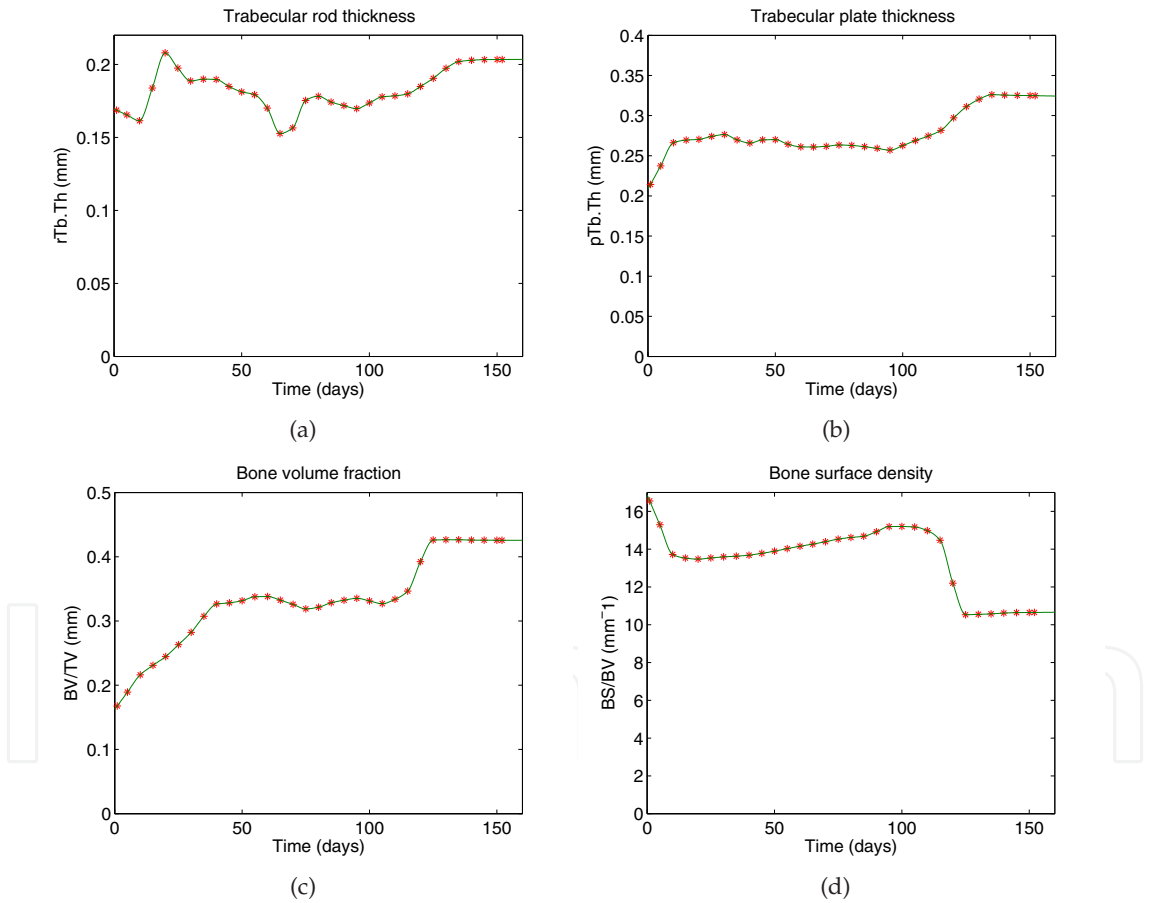 Trabecular rod thickness
0.2
0.15
0.1
0.05
0
rTb.Th (mm)
0 50 100 150
Time (days)
(a)
Trabecular plate thickness
0.4
0.35
0.3
0.25
0.2
0.15
0.1
0.05
0
pTb.Th (mm)
0 50 100 150
Time (days)
(b)
Bone volume fraction
0.5
0.4
0.3
0.2
0.1
0
BV/TV (mm)
0 50 100 150
Time (days)
(c)
Bone surface density
16
14
12
10
8
6
4
2
0
BS/BV (mm−1)
0 50 100 150
Time (days)
(d)